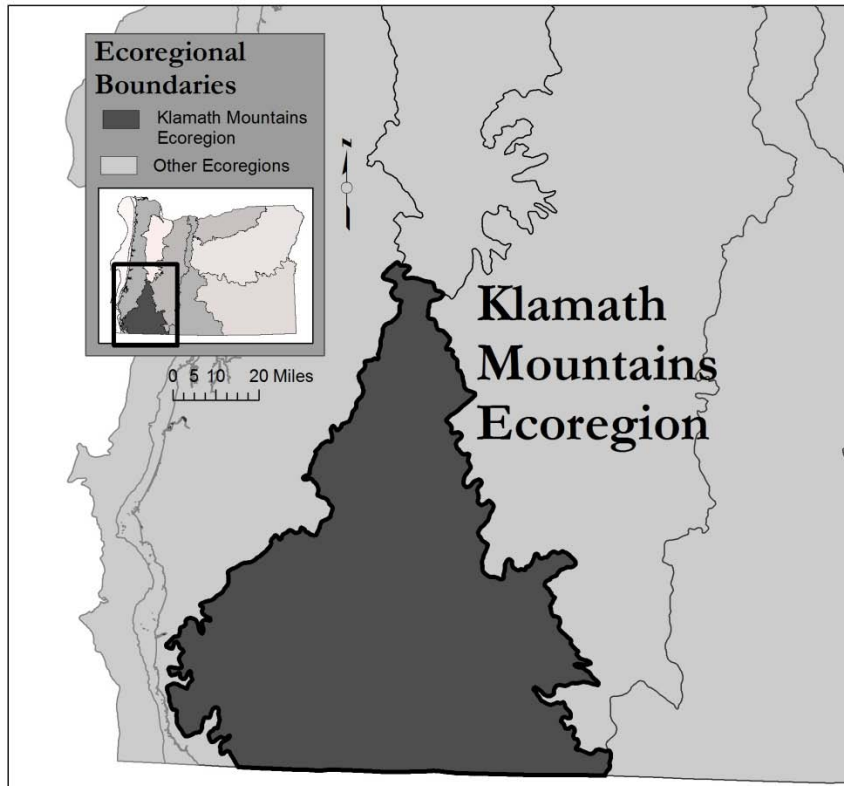 Ecoregional
Boundaries
Klamath Mountains
Ecoregion
Other Ecoregions
N
0 5 10 20 Miles
Klamath
Mountains
Ecoregion